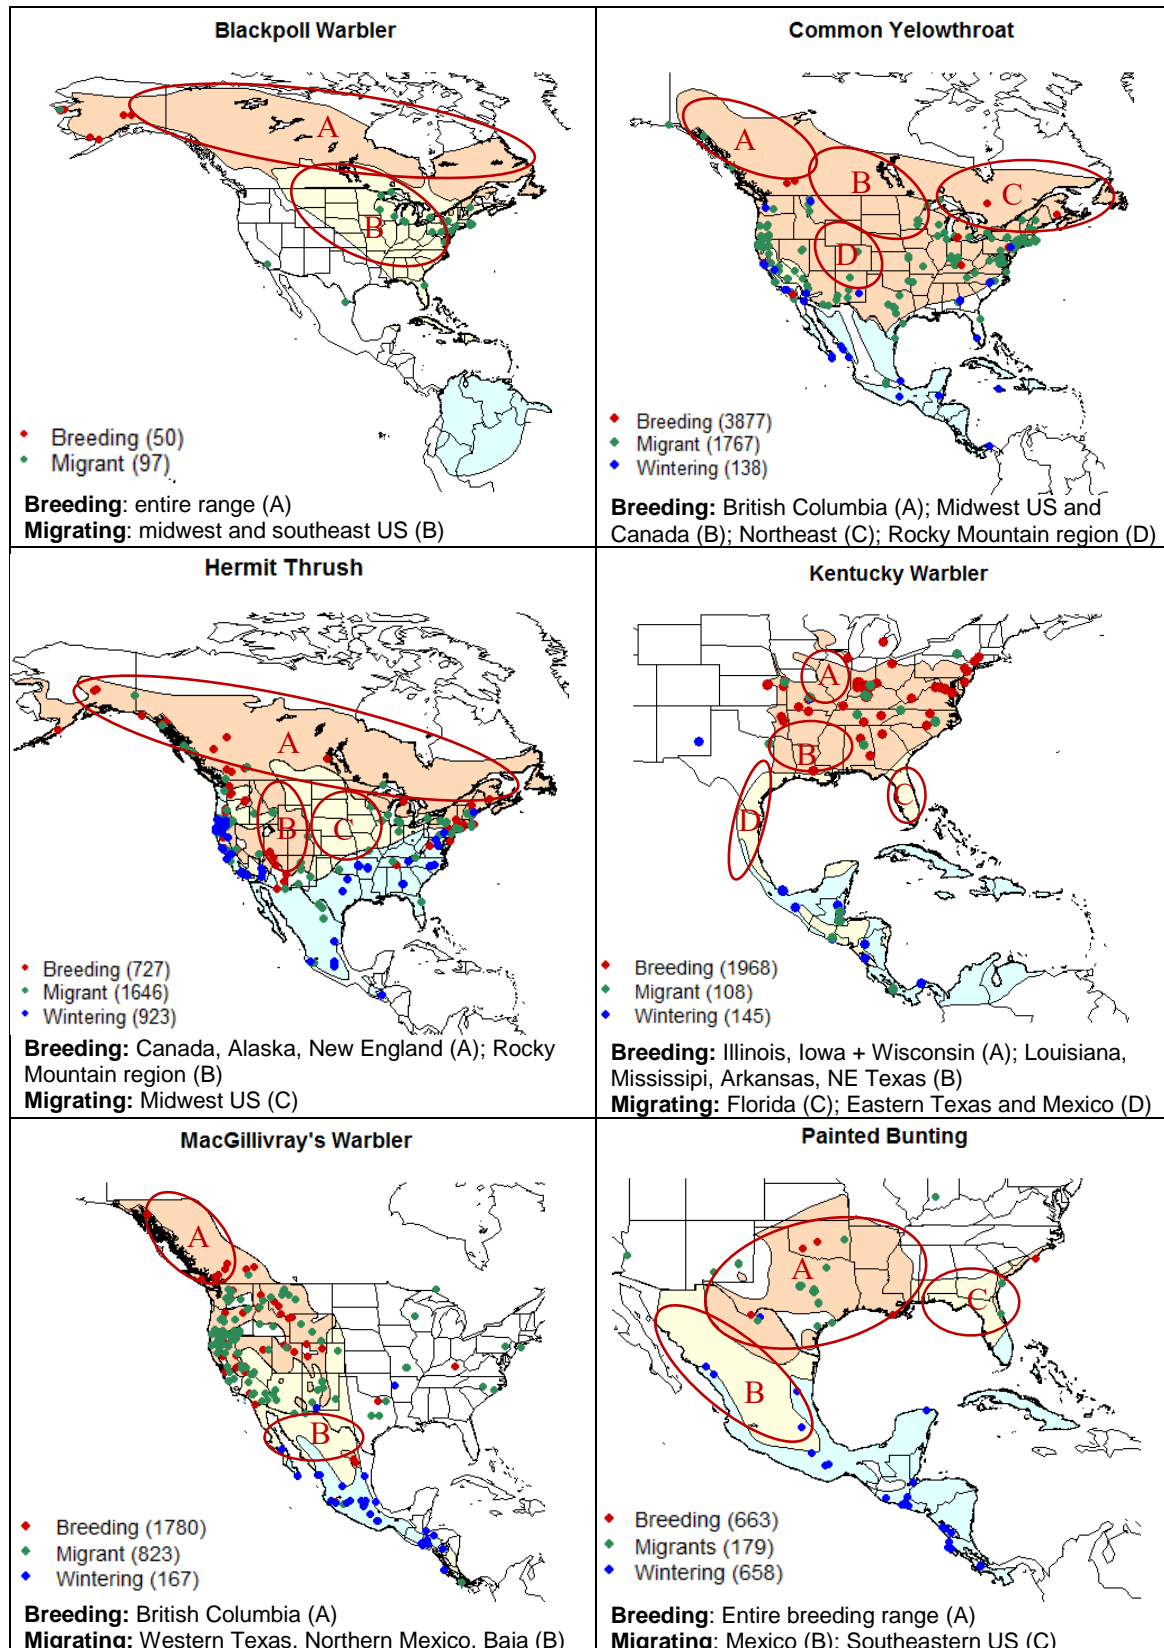 Blackpoll Warbler
A
B
Breeding (50)
Migrant (97)
Breeding: entire range (A)
Migrating: midwest and southeast US (B)
Common Yelowthroat
A
B
C
D
Breeding (3877)
Migrant (1767)
Wintering (138)
Breeding: British Columbia (A); Midwest US and
Canada (B); Northeast (C); Rocky Mountain region (D)
Hermit Thrush
A
B
C
Breeding (727)
Migrant (1646)
Wintering (923)
Breeding: Canada, Alaska, New England (A); Rocky
Mountain region (B)
Migrating: Midwest US (C)
Kentucky Warbler
A
B
C
D
Breeding (1968)
Migrant (108)
Wintering (145)
Breeding: Illinois, Iowa + Wisconsin (A); Louisiana,
Mississipi, Arkansas, NE Texas (B)
Migrating: Florida (C); Eastern Texas and Mexico (D)
MacGillivray's Warbler
A
B
Breeding (1780)
Migrant (823)
Wintering (167)
Breeding: British Columbia (A)
Migrating: Western Texas, Northern Mexico, Baja (B)
Painted Bunting
A
B
C
Breeding (663)
Migrants (179)
Wintering (658)
Breeding: Entire breeding range (A)
Migrating: Mexico (B); Southeastern US (C)